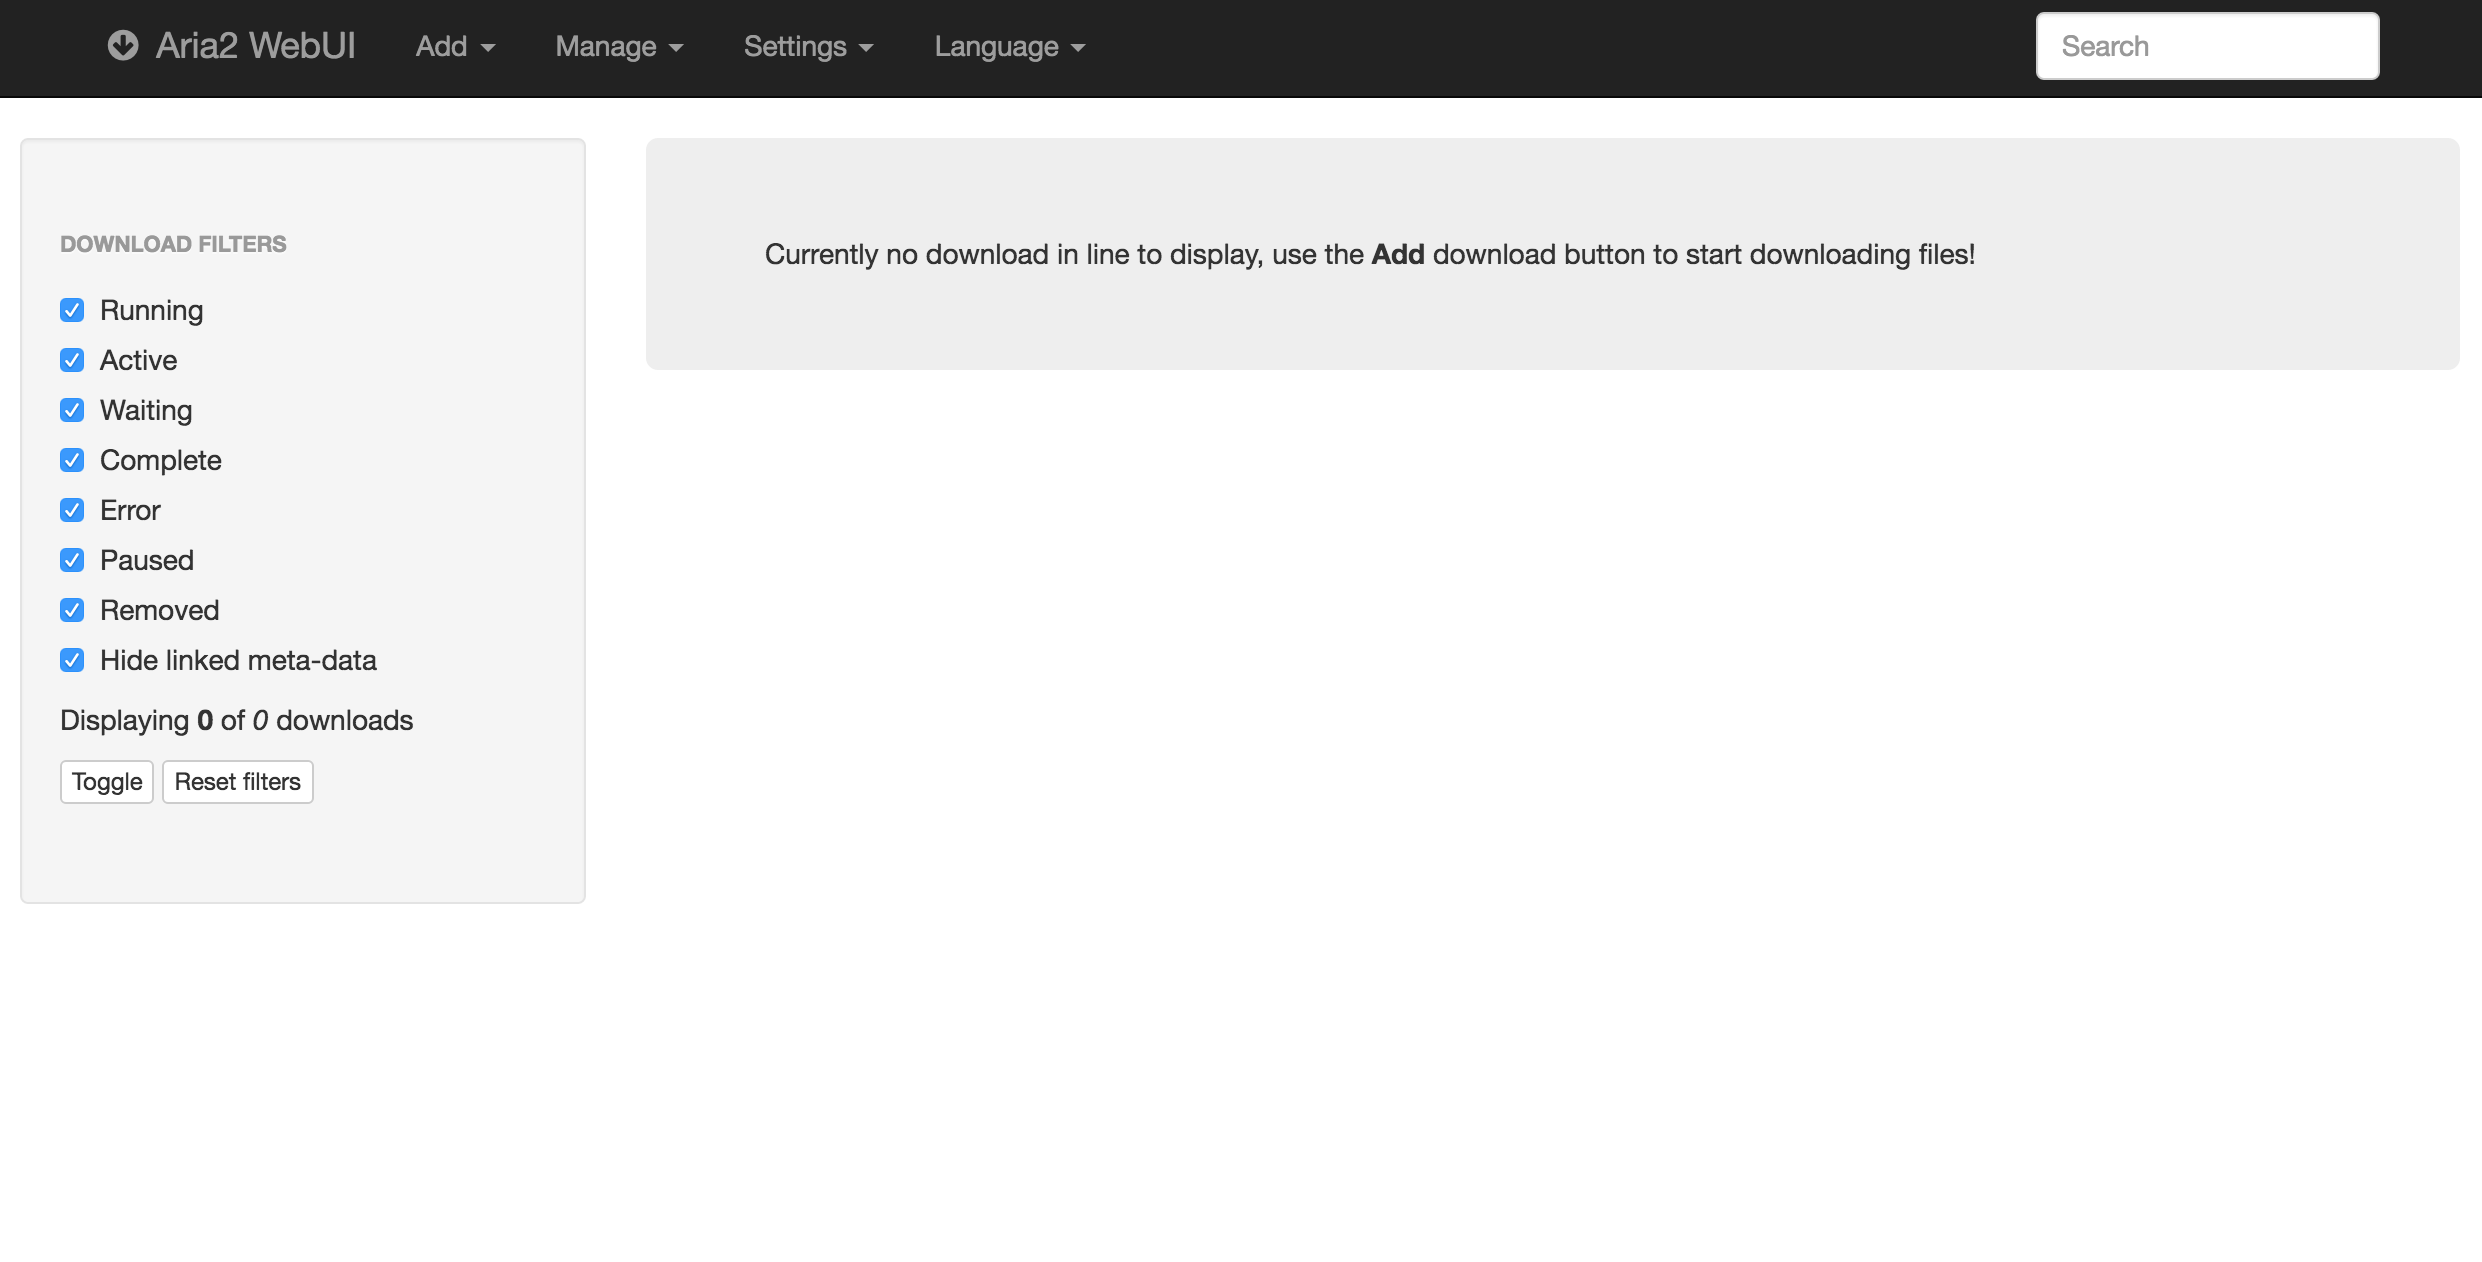 Aria2 WebUI Add Manage Settings Language Search
DOWNLOAD FILTERS
Running
Active
Waiting
Complete
Error
Paused
Removed
Hide linked meta-data
Displaying 0 of 0 downloads
Toggle Reset filters
Currently no download in line to display, use the Add download button to start downloading files!